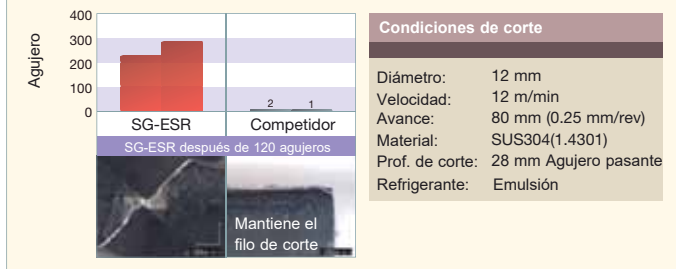 Agujero
400
300
200
100
0
2
1
SG-ESR
Competidor
SG-ESR después de 120 agujeros
Mantiene el
filo de corte
Condiciones de corte
Diámetro: 12 mm
Velocidad: 12 m/min
Avance: 80 mm (0.25 mm/rev)
Material: SUS304(1.4301)
Prof. de corte: 28 mm Agujero pasante
Refrigerante: Emulsión